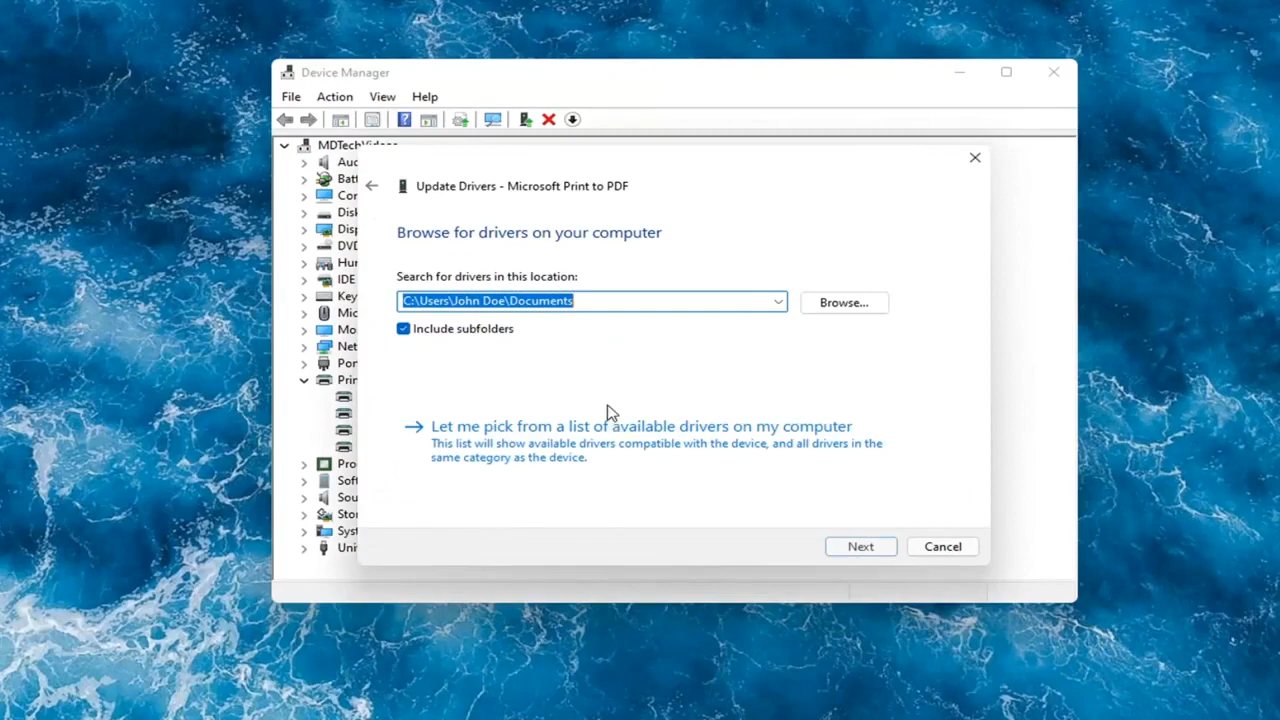 Device Manager
File Action View Help
Update Drivers - Microsoft Print to PDF
Browse for drivers on your computer
Search for drivers in this location:
C:\Users\John Doe\Documents
Browse...
Include subfolders
Let me pick from a list of available drivers on my computer
This list will show available drivers compatible with the device, and all drivers in the
same category as the device.
Next Cancel